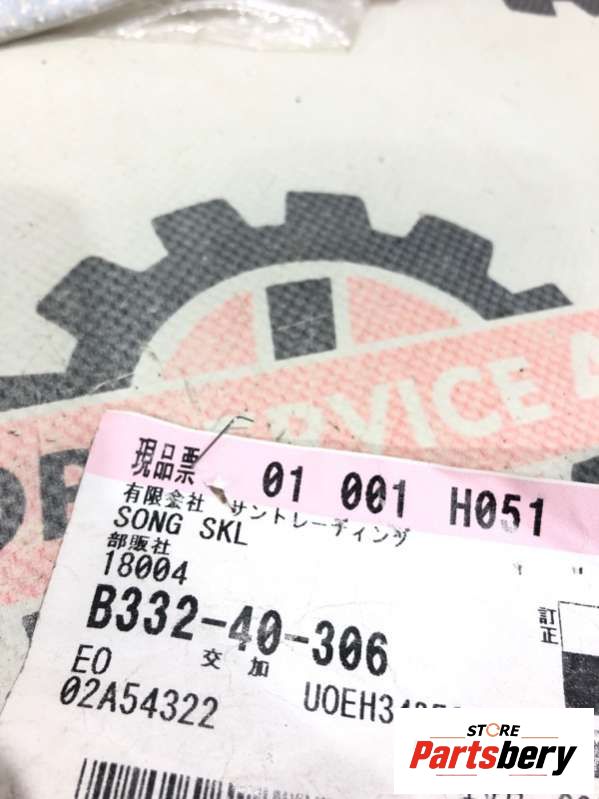 SERVICE
現品票 01 001 H051
有限会社 サントレーディング
SONG SKL
部販社
18004
B332-40-306
訂正
EO 交加
02A54322
STORE
Partsbery